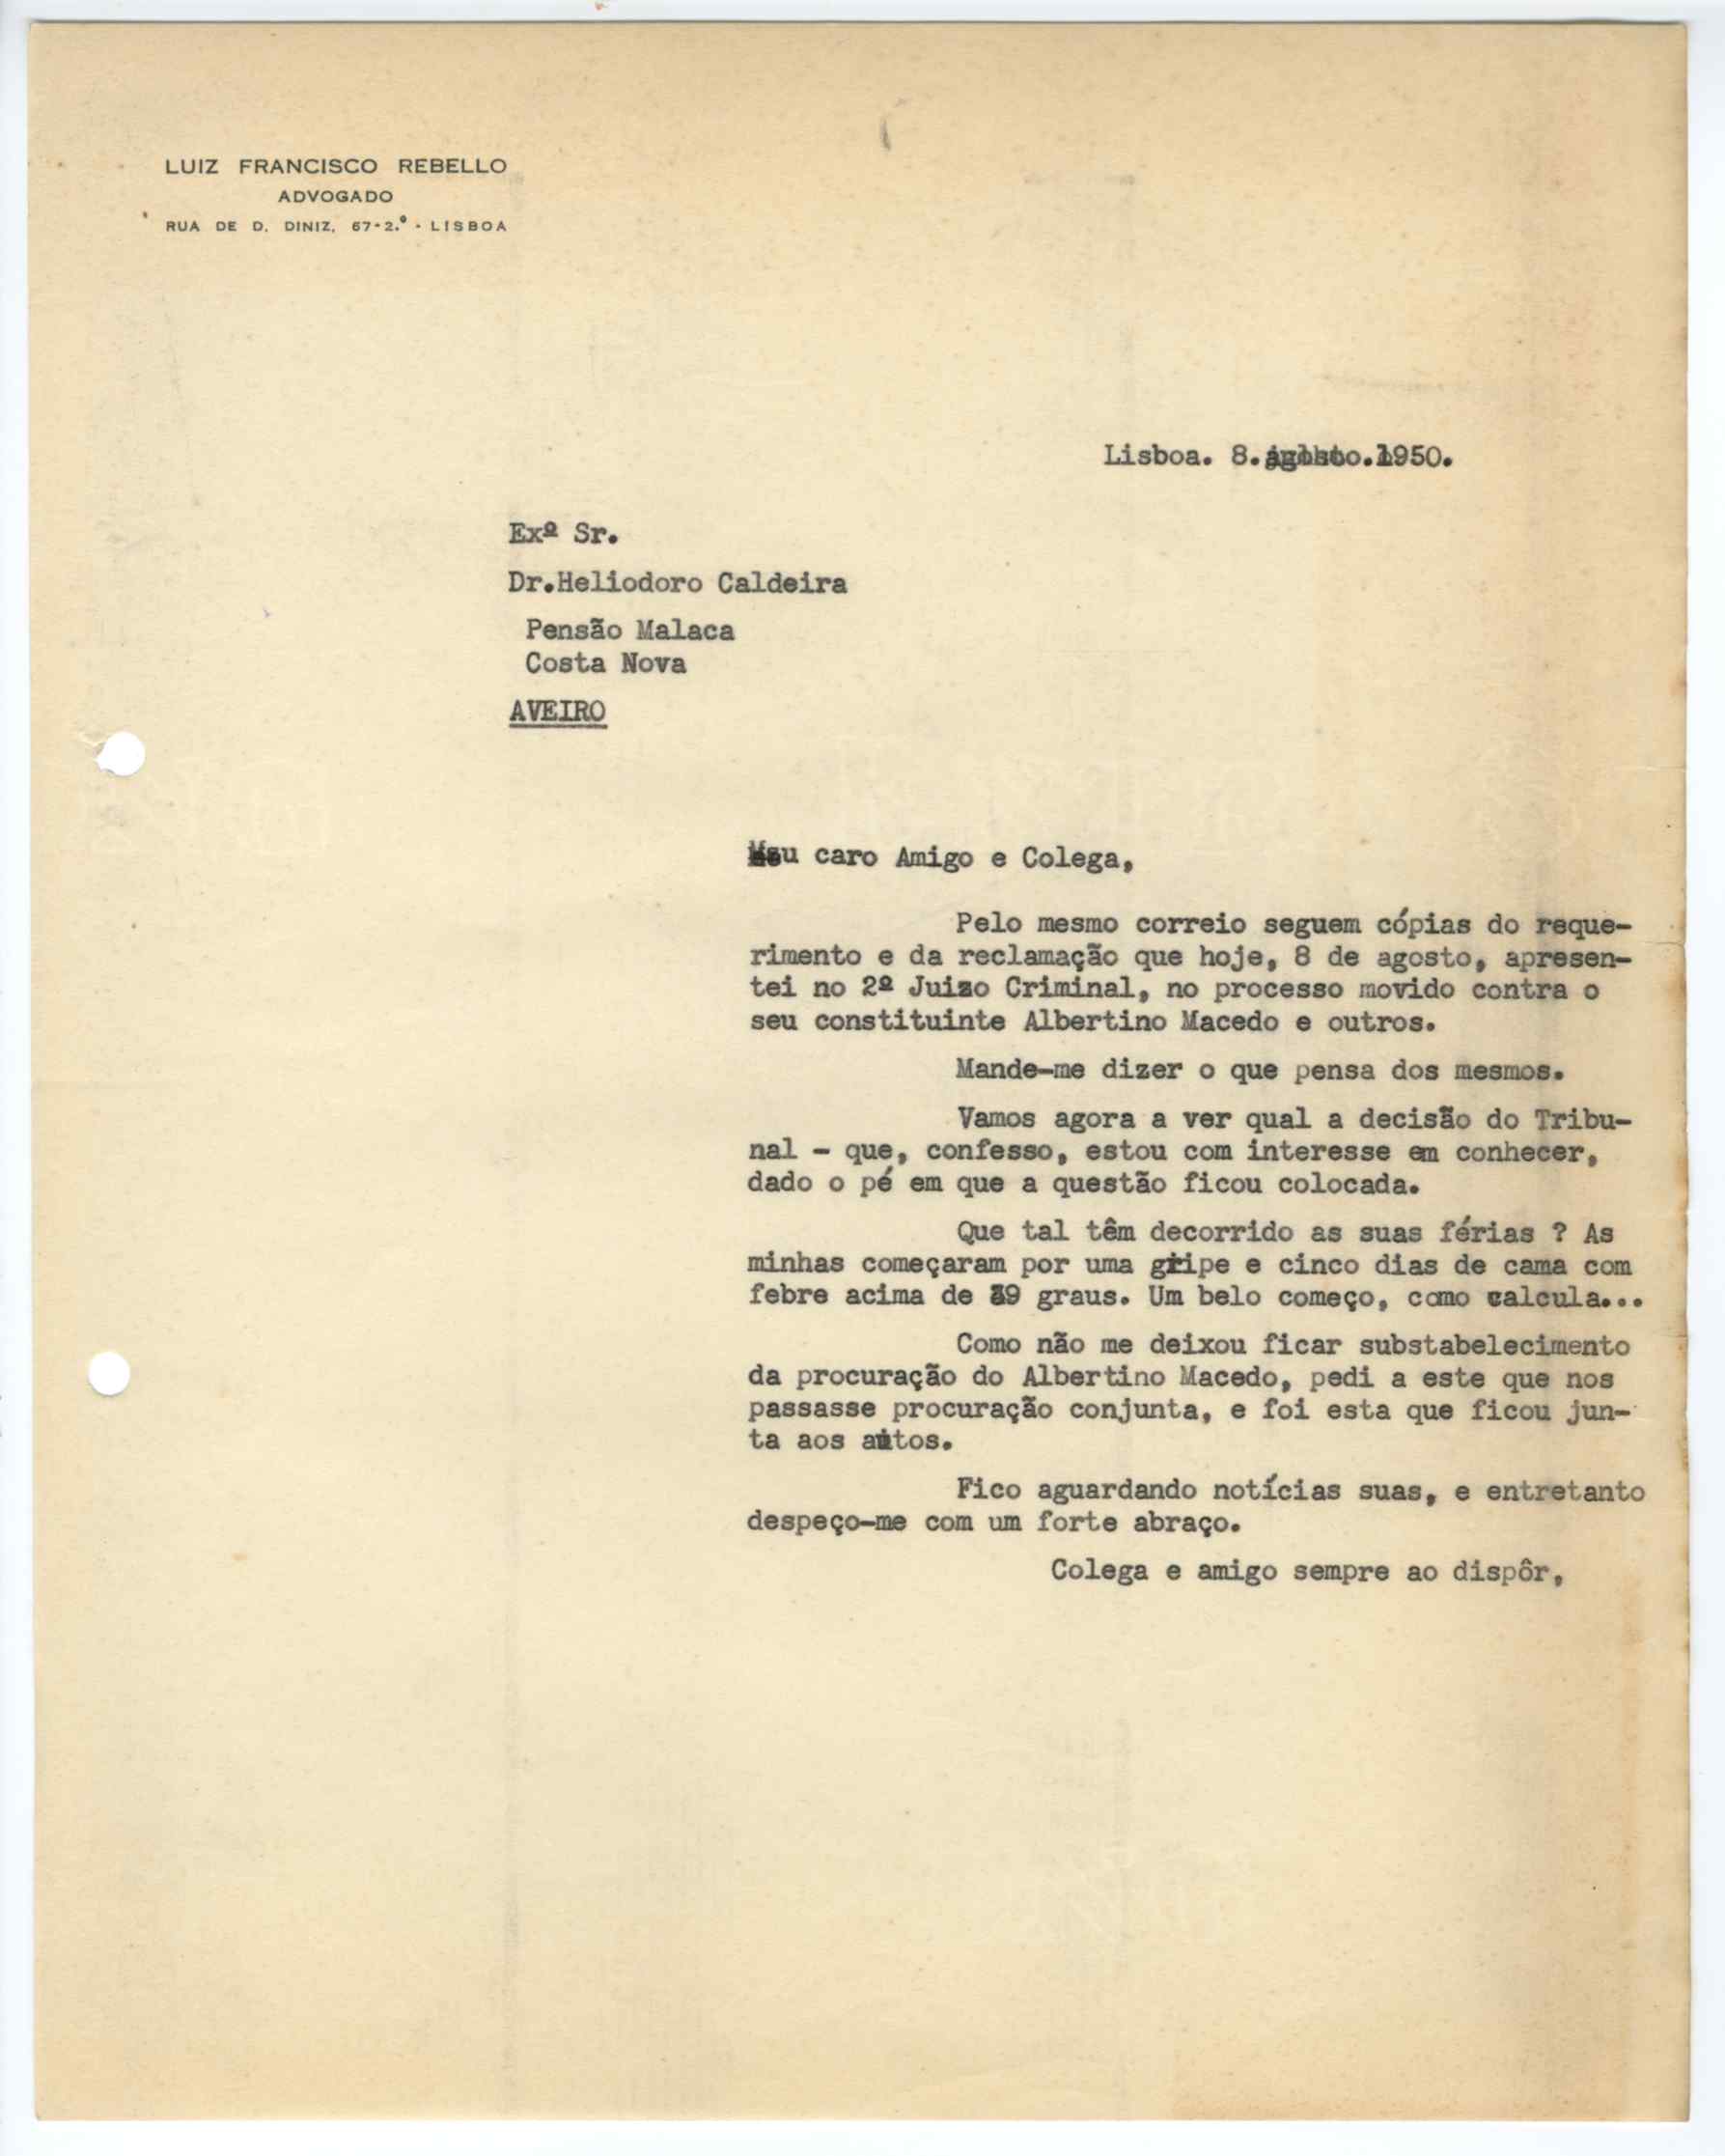 LUIZ FRANCISCO REBELLO
ADVOGADO
RUA DE D. DINIZ, 67-2.º - LISBOA
Lisboa. 8.agosto.1950.
Exº Sr.
Dr.Heliodoro Caldeira
Pensão Malaca
Costa Nova
AVEIRO
Meu caro Amigo e Colega,
Pelo mesmo correio seguem cópias do reque-
rimento e da reclamação que hoje, 8 de agosto, apresen-
tei no 2º Juizo Criminal, no processo movido contra o
seu constituinte Albertino Macedo e outros.
Mande-me dizer o que pensa dos mesmos.
Vamos agora a ver qual a decisão do Tribu-
nal - que, confesso, estou com interesse em conhecer,
dado o pé em que a questão ficou colocada.
Que tal têm decorrido as suas férias ? As
minhas começaram por uma gripe e cinco dias de cama com
febre acima de 39 graus. Um belo começo, como calcula...
Como não me deixou ficar substabelecimento
da procuração do Albertino Macedo, pedi a este que nos
passasse procuração conjunta, e foi esta que ficou jun-
ta aos autos.
Fico aguardando notícias suas, e entretanto
despeço-me com um forte abraço.
Colega e amigo sempre ao dispôr,